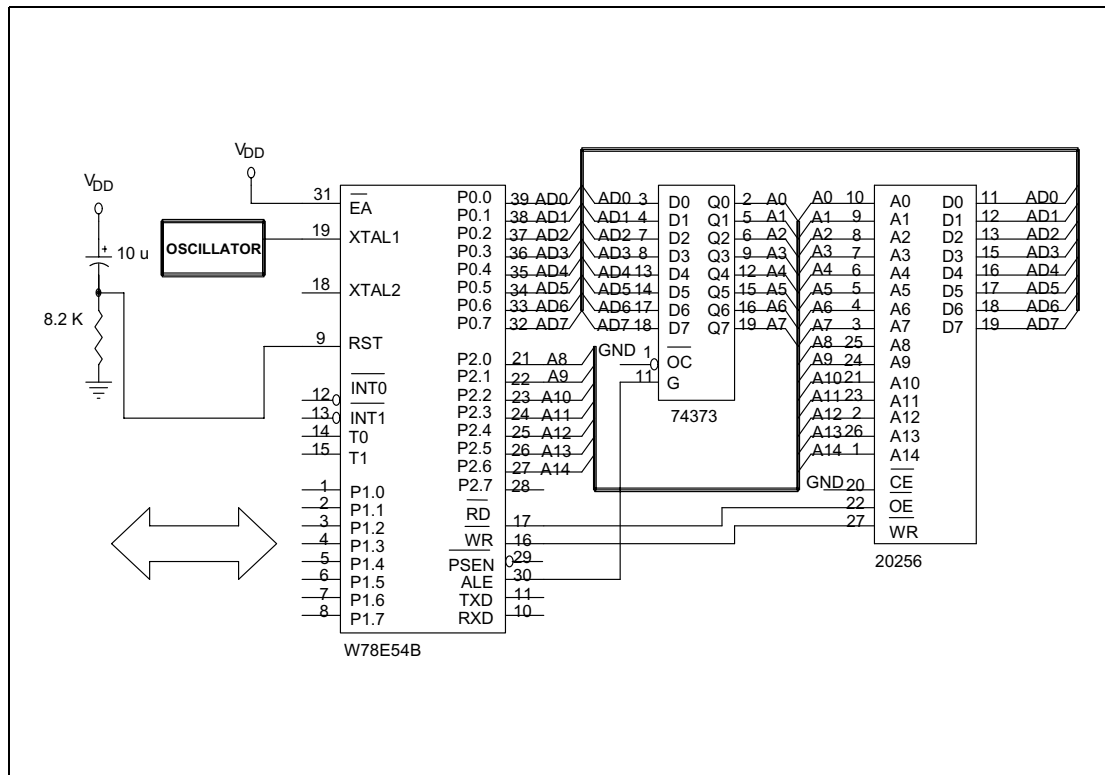 VDD
10 u
8.2 K
VDD
OSCILLATOR
31 EA
19 XTAL1
18 XTAL2
9 RST
12 INT0
13 INT1
14 T0
15 T1
1 P1.0
2 P1.1
3 P1.2
4 P1.3
5 P1.4
6 P1.5
7 P1.6
8 P1.7
P0.0 39 AD0
P0.1 38 AD1
P0.2 37 AD2
P0.3 36 AD3
P0.4 35 AD4
P0.5 34 AD5
P0.6 33 AD6
P0.7 32 AD7
P2.0 21 A8
P2.1 22 A9
P2.2 23 A10
P2.3 24 A11
P2.4 25 A12
P2.5 26 A13
P2.6 27 A14
P2.7 28
RD 17
WR 16
PSEN 29
ALE 30
TXD 11
RXD 10
W78E54B
AD0 3 D0 Q0 2 A0
AD1 4 D1 Q1 5 A1
AD2 7 D2 Q2 6 A2
AD3 8 D3 Q3 9 A3
AD4 13 D4 Q4 12 A4
AD5 14 D5 Q5 15 A5
AD6 17 D6 Q6 16 A6
AD7 18 D7 Q7 19 A7
GND 1 OC
11 G
74373
A0 10 A0 D0 11 AD0
A1 9 A1 D1 12 AD1
A2 8 A2 D2 13 AD2
A3 7 A3 D3 15 AD3
A4 6 A4 D4 16 AD4
A5 5 A5 D5 17 AD5
A6 4 A6 D6 18 AD6
A7 3 A7 D7 19 AD7
A8 25 A8
A9 24 A9
A10 21 A10
A11 23 A11
A12 2 A12
A13 26 A13
A14 1 A14
GND 20 CE
22 OE
27 WR
20256